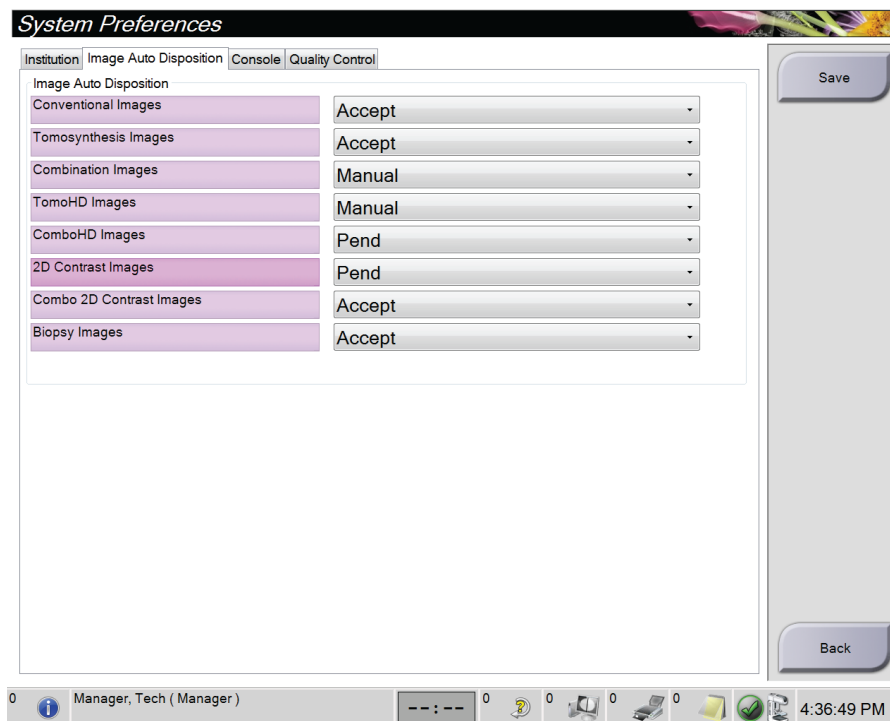 System Preferences
Institution Image Auto Disposition Console Quality Control
Image Auto Disposition
Conventional Images Accept
Tomosynthesis Images Accept
Combination Images Manual
TomoHD Images Manual
ComboHD Images Pend
2D Contrast Images Pend
Combo 2D Contrast Images Accept
Biopsy Images Accept
Save
Back
0 Manager, Tech ( Manager ) --:-- 0 0 0 0 4:36:49 PM